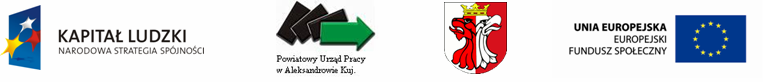 KAPITAŁ LUDZKI
NARODOWA STRATEGIA SPÓJNOŚCI
Powiatowy Urząd Pracy
w Aleksandrowie Kuj.
UNIA EUROPEJSKA
EUROPEJSKI
FUNDUSZ SPOŁECZNY